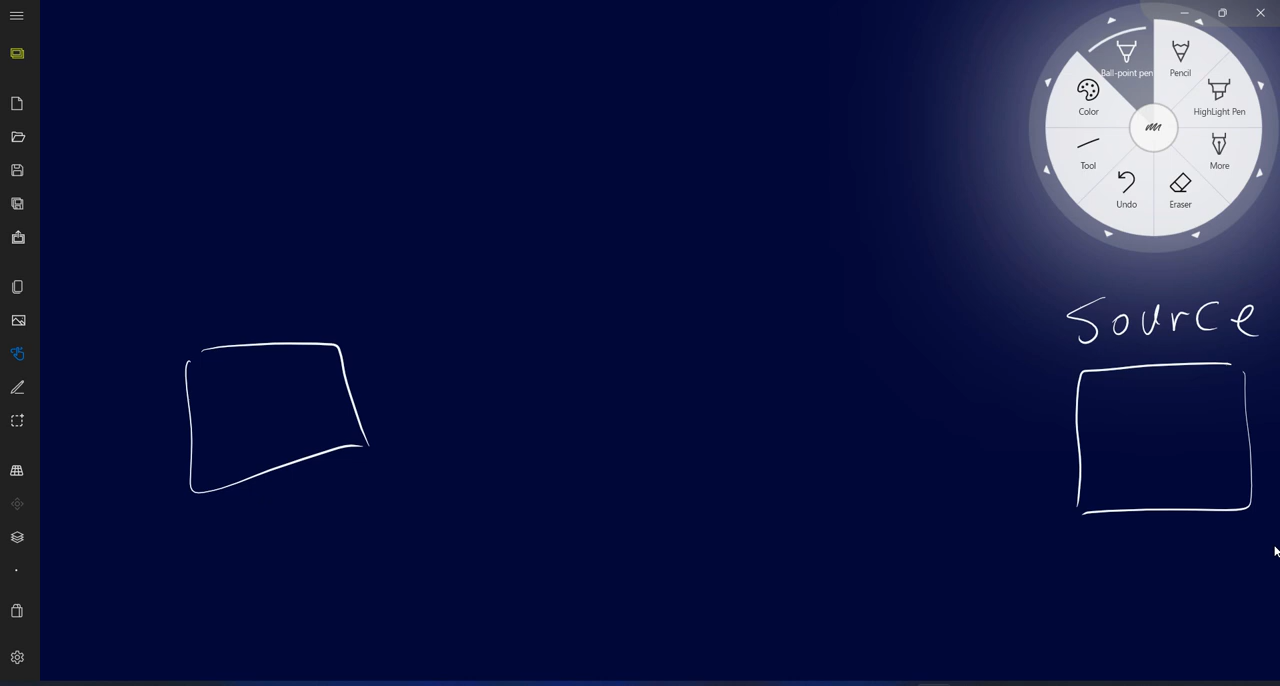 Ball-point pen
Pencil
Color
HighLight Pen
Tool
More
Undo
Eraser
Source